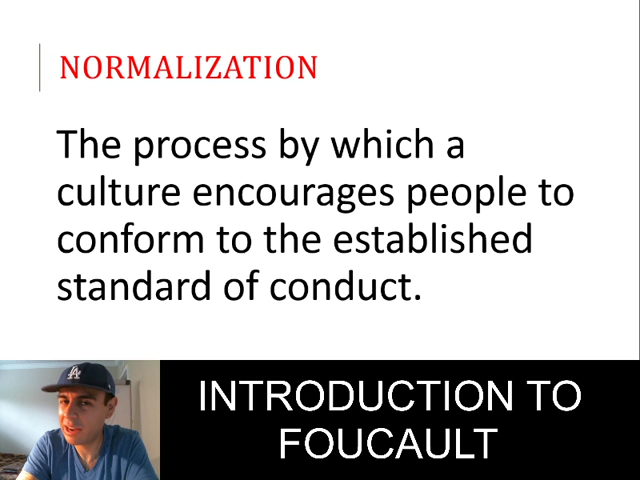 NORMALIZATION
The process by which a
culture encourages people to
conform to the established
standard of conduct.
LA
INTRODUCTION TO
FOUCAULT